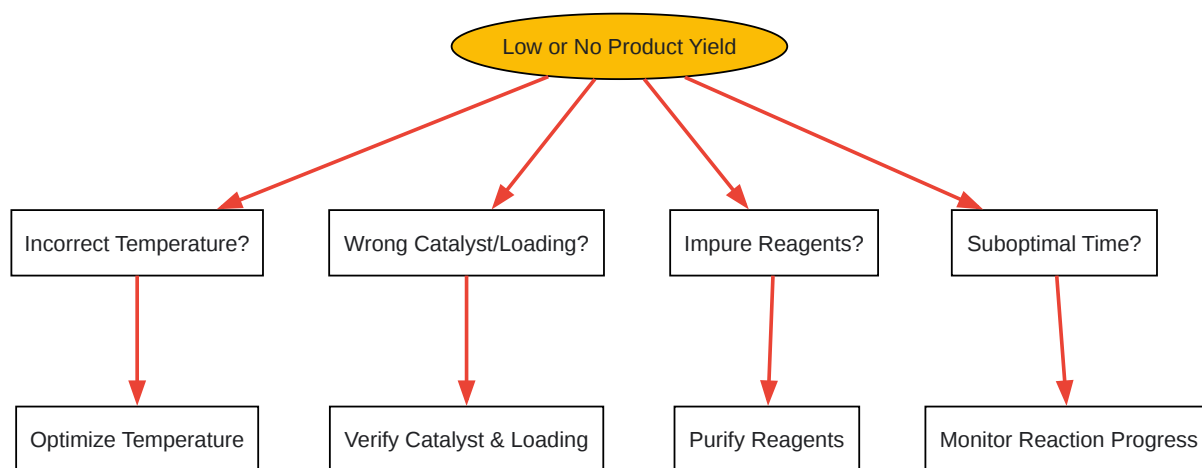 Low or No Product Yield
Incorrect Temperature?
Wrong Catalyst/Loading?
Impure Reagents?
Suboptimal Time?
Optimize Temperature
Verify Catalyst & Loading
Purify Reagents
Monitor Reaction Progress